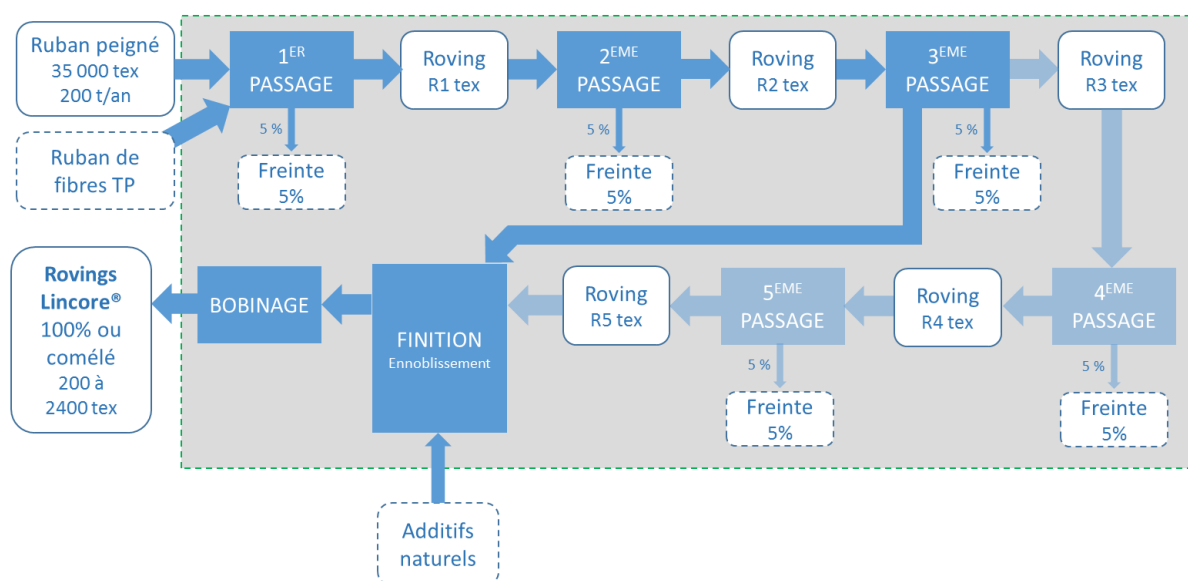 Ruban peigné
35 000 tex
200 t/an
1ER
PASSAGE
Roving
R1 tex
2EME
PASSAGE
Roving
R2 tex
3EME
PASSAGE
Roving
R3 tex
Ruban de
fibres TP
5 %
Freinte
5%
5 %
Freinte
5%
5 %
Freinte
5%
Rovings
Lincore®
100% ou
comélé
200 à
2400 tex
BOBINAGE
FINITION
Ennoblissement
Roving
R5 tex
5EME
PASSAGE
Roving
R4 tex
4EME
PASSAGE
5 %
Freinte
5%
5 %
Freinte
5%
Additifs
naturels